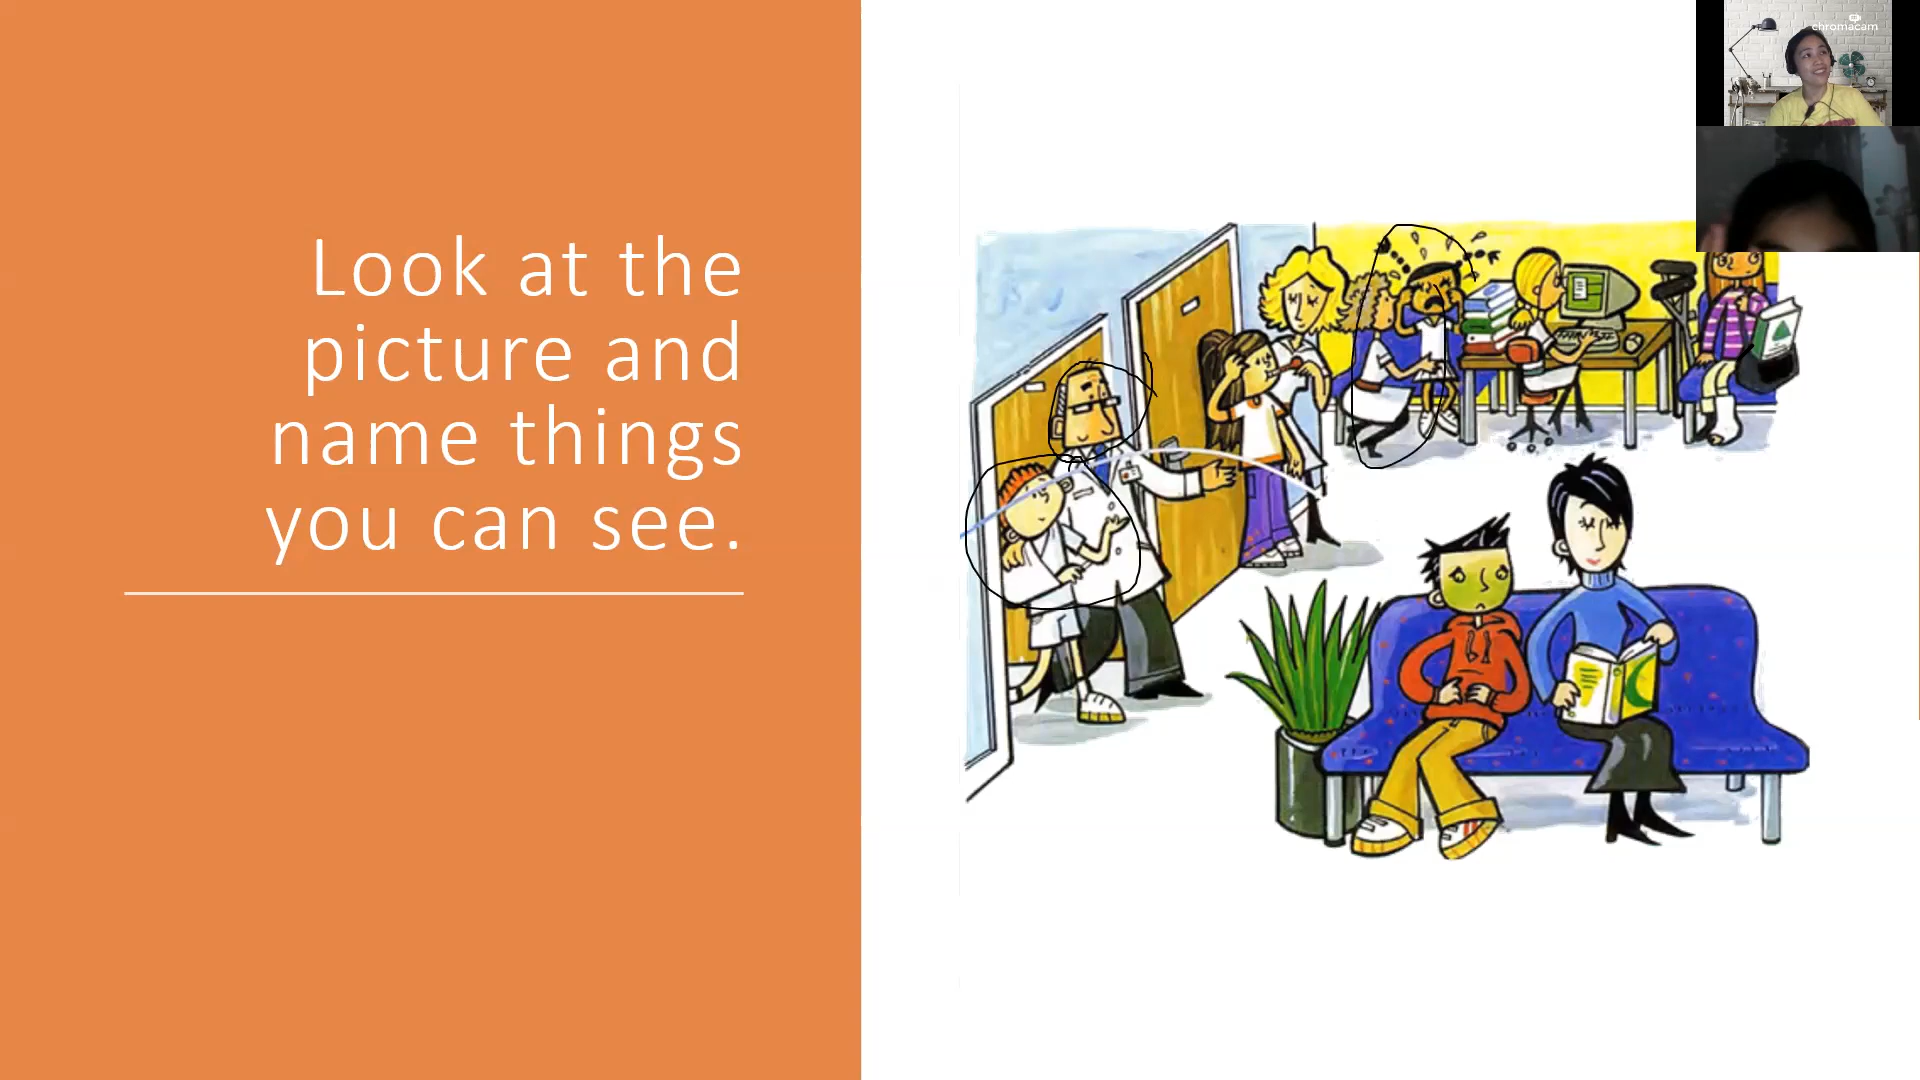 chromacam
Look at the
picture and
name things
you can see.